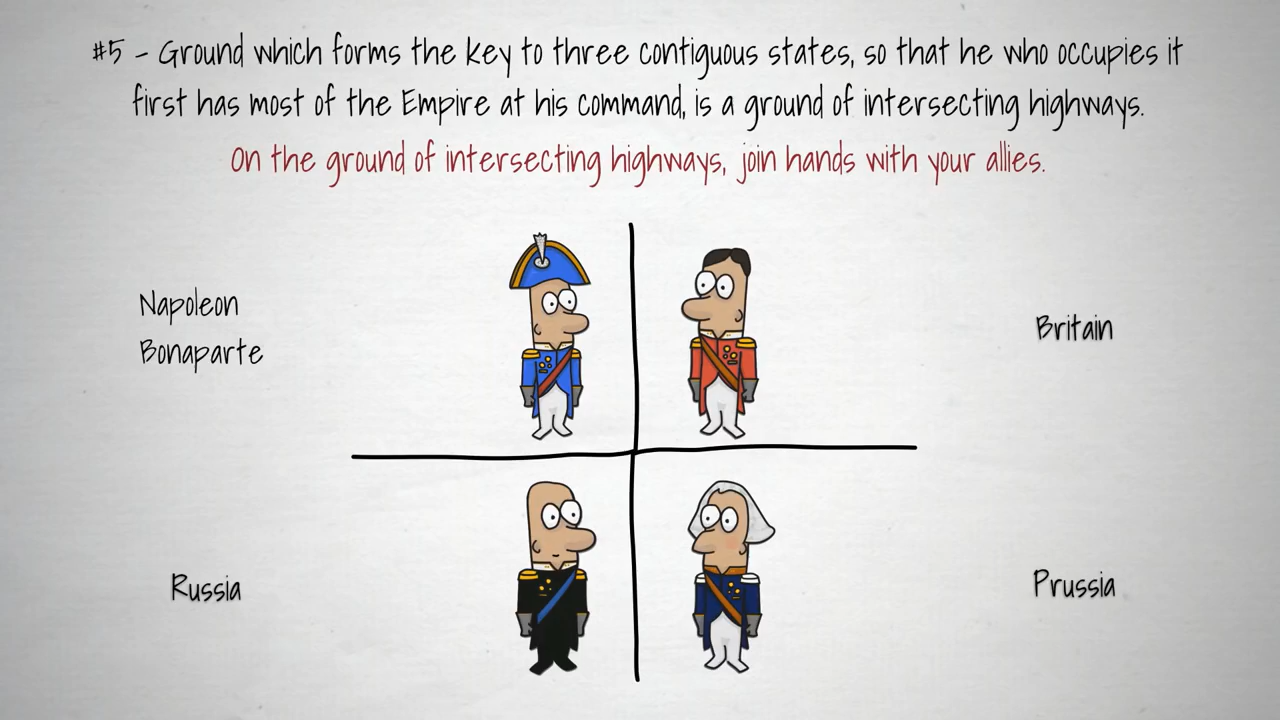 #5 - Ground which forms the key to three contiguous states, so that he who occupies it
first has most of the Empire at his command, is a ground of intersecting highways.
On the ground of intersecting highways, join hands with your allies.
Napoleon
Bonaparte
Britain
Russia
Prussia